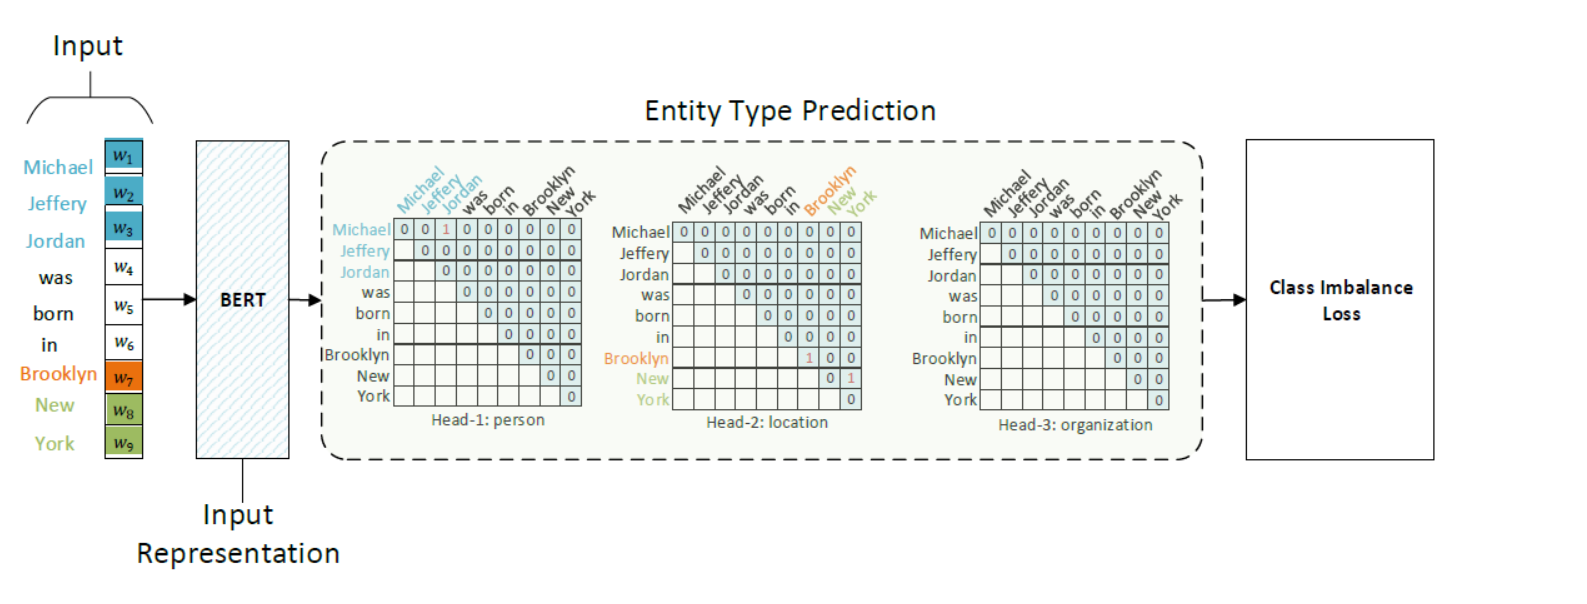 Input
Michael
Jeffery
Jordan
was
born
in
Brooklyn
New
York
w1
w2
w3
w4
w5
w6
w7
w8
w9
BERT
Input
Representation
Entity Type Prediction
Michael Jeffery Jordan was born in Brooklyn New York
Michael 0 0 1 0 0 0 0 0 0
Jeffery 0 0 0 0 0 0 0 0
Jordan 0 0 0 0 0 0 0
was 0 0 0 0 0 0
born 0 0 0 0 0
in 0 0 0 0
Brooklyn 0 0 0
New 0 0
York 0
Head-1: person
Michael Jeffery Jordan was born in Brooklyn New York
Michael 0 0 0 0 0 0 0 0 0
Jeffery 0 0 0 0 0 0 0 0
Jordan 0 0 0 0 0 0 0
was 0 0 0 0 0 0
born 0 0 0 0 0
in 0 0 0 0
Brooklyn 1 0 0
New 0 1
York 0
Head-2: location
Michael Jeffery Jordan was born in Brooklyn New York
Michael 0 0 0 0 0 0 0 0 0
Jeffery 0 0 0 0 0 0 0 0
Jordan 0 0 0 0 0 0 0
was 0 0 0 0 0 0
born 0 0 0 0 0
in 0 0 0 0
Brooklyn 0 0 0
New 0 0
York 0
Head-3: organization
Class Imbalance
Loss